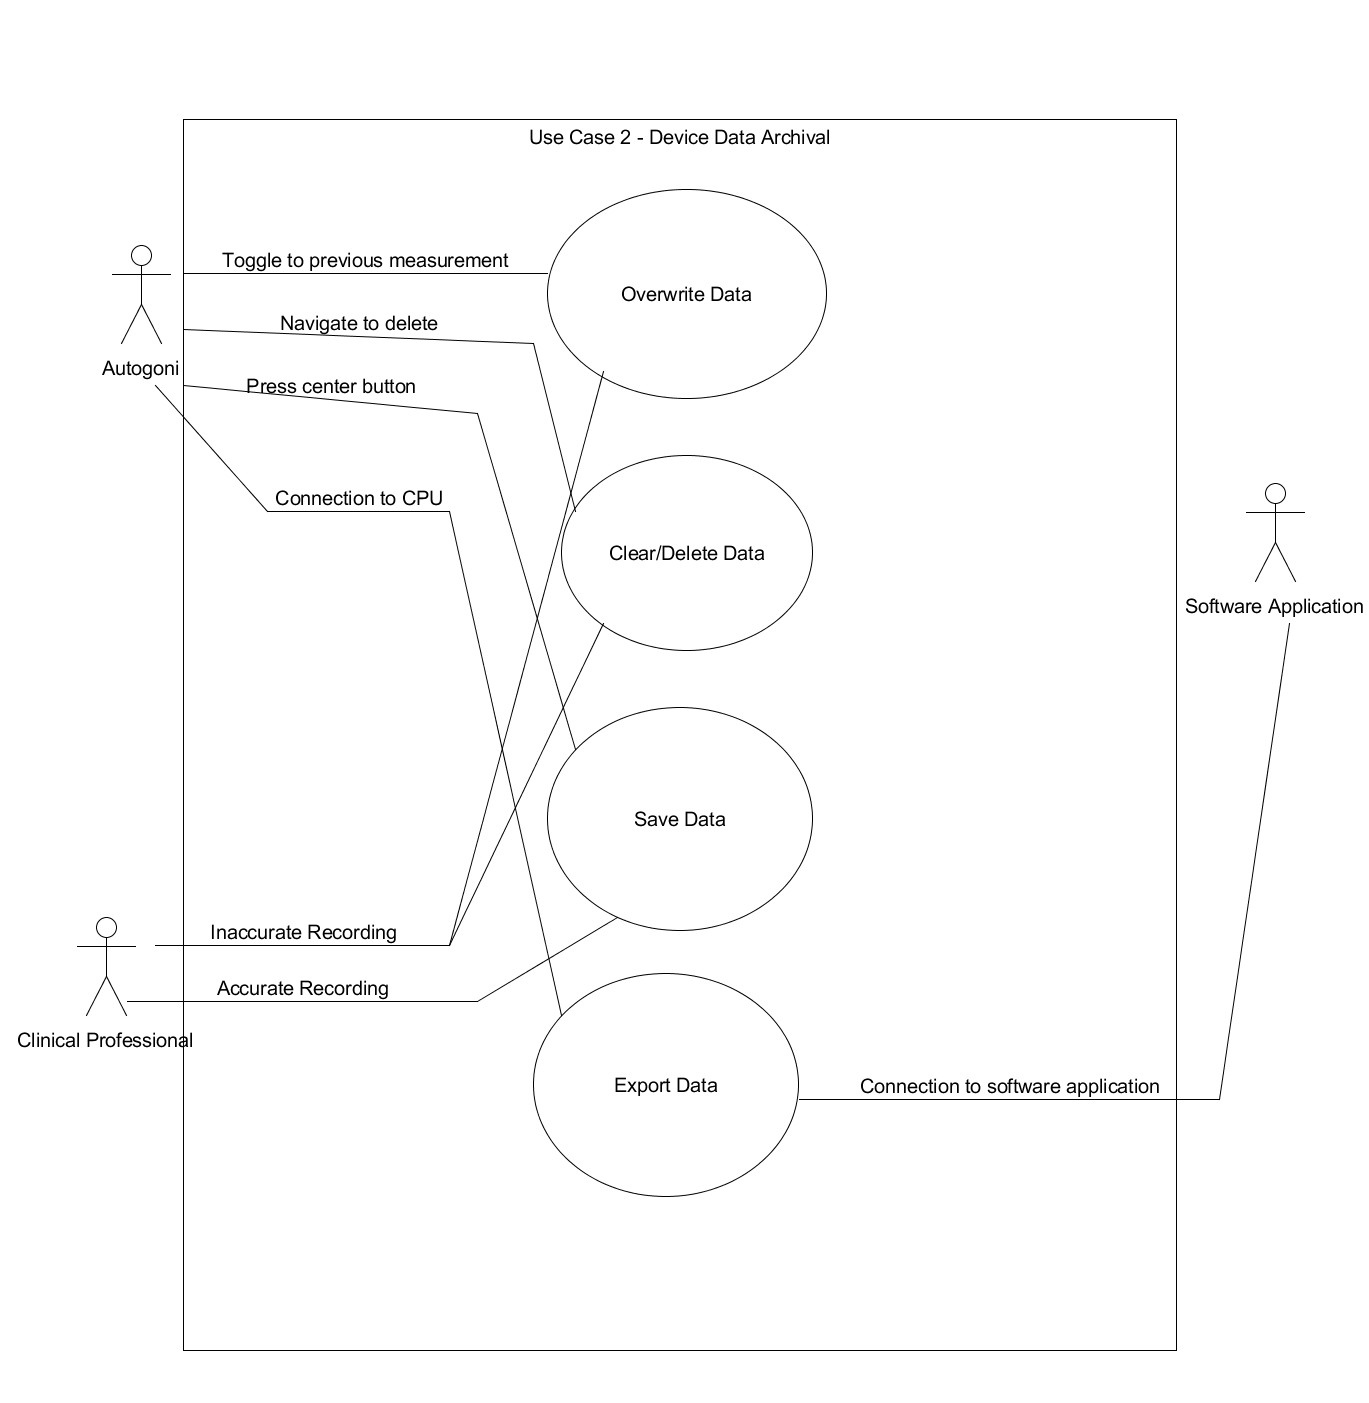 Use Case 2 - Device Data Archival
Toggle to previous measurement
Overwrite Data
Navigate to delete
Autogoni
Press center button
Connection to CPU
Clear/Delete Data
Software Application
Save Data
Inaccurate Recording
Accurate Recording
Clinical Professional
Export Data
Connection to software application